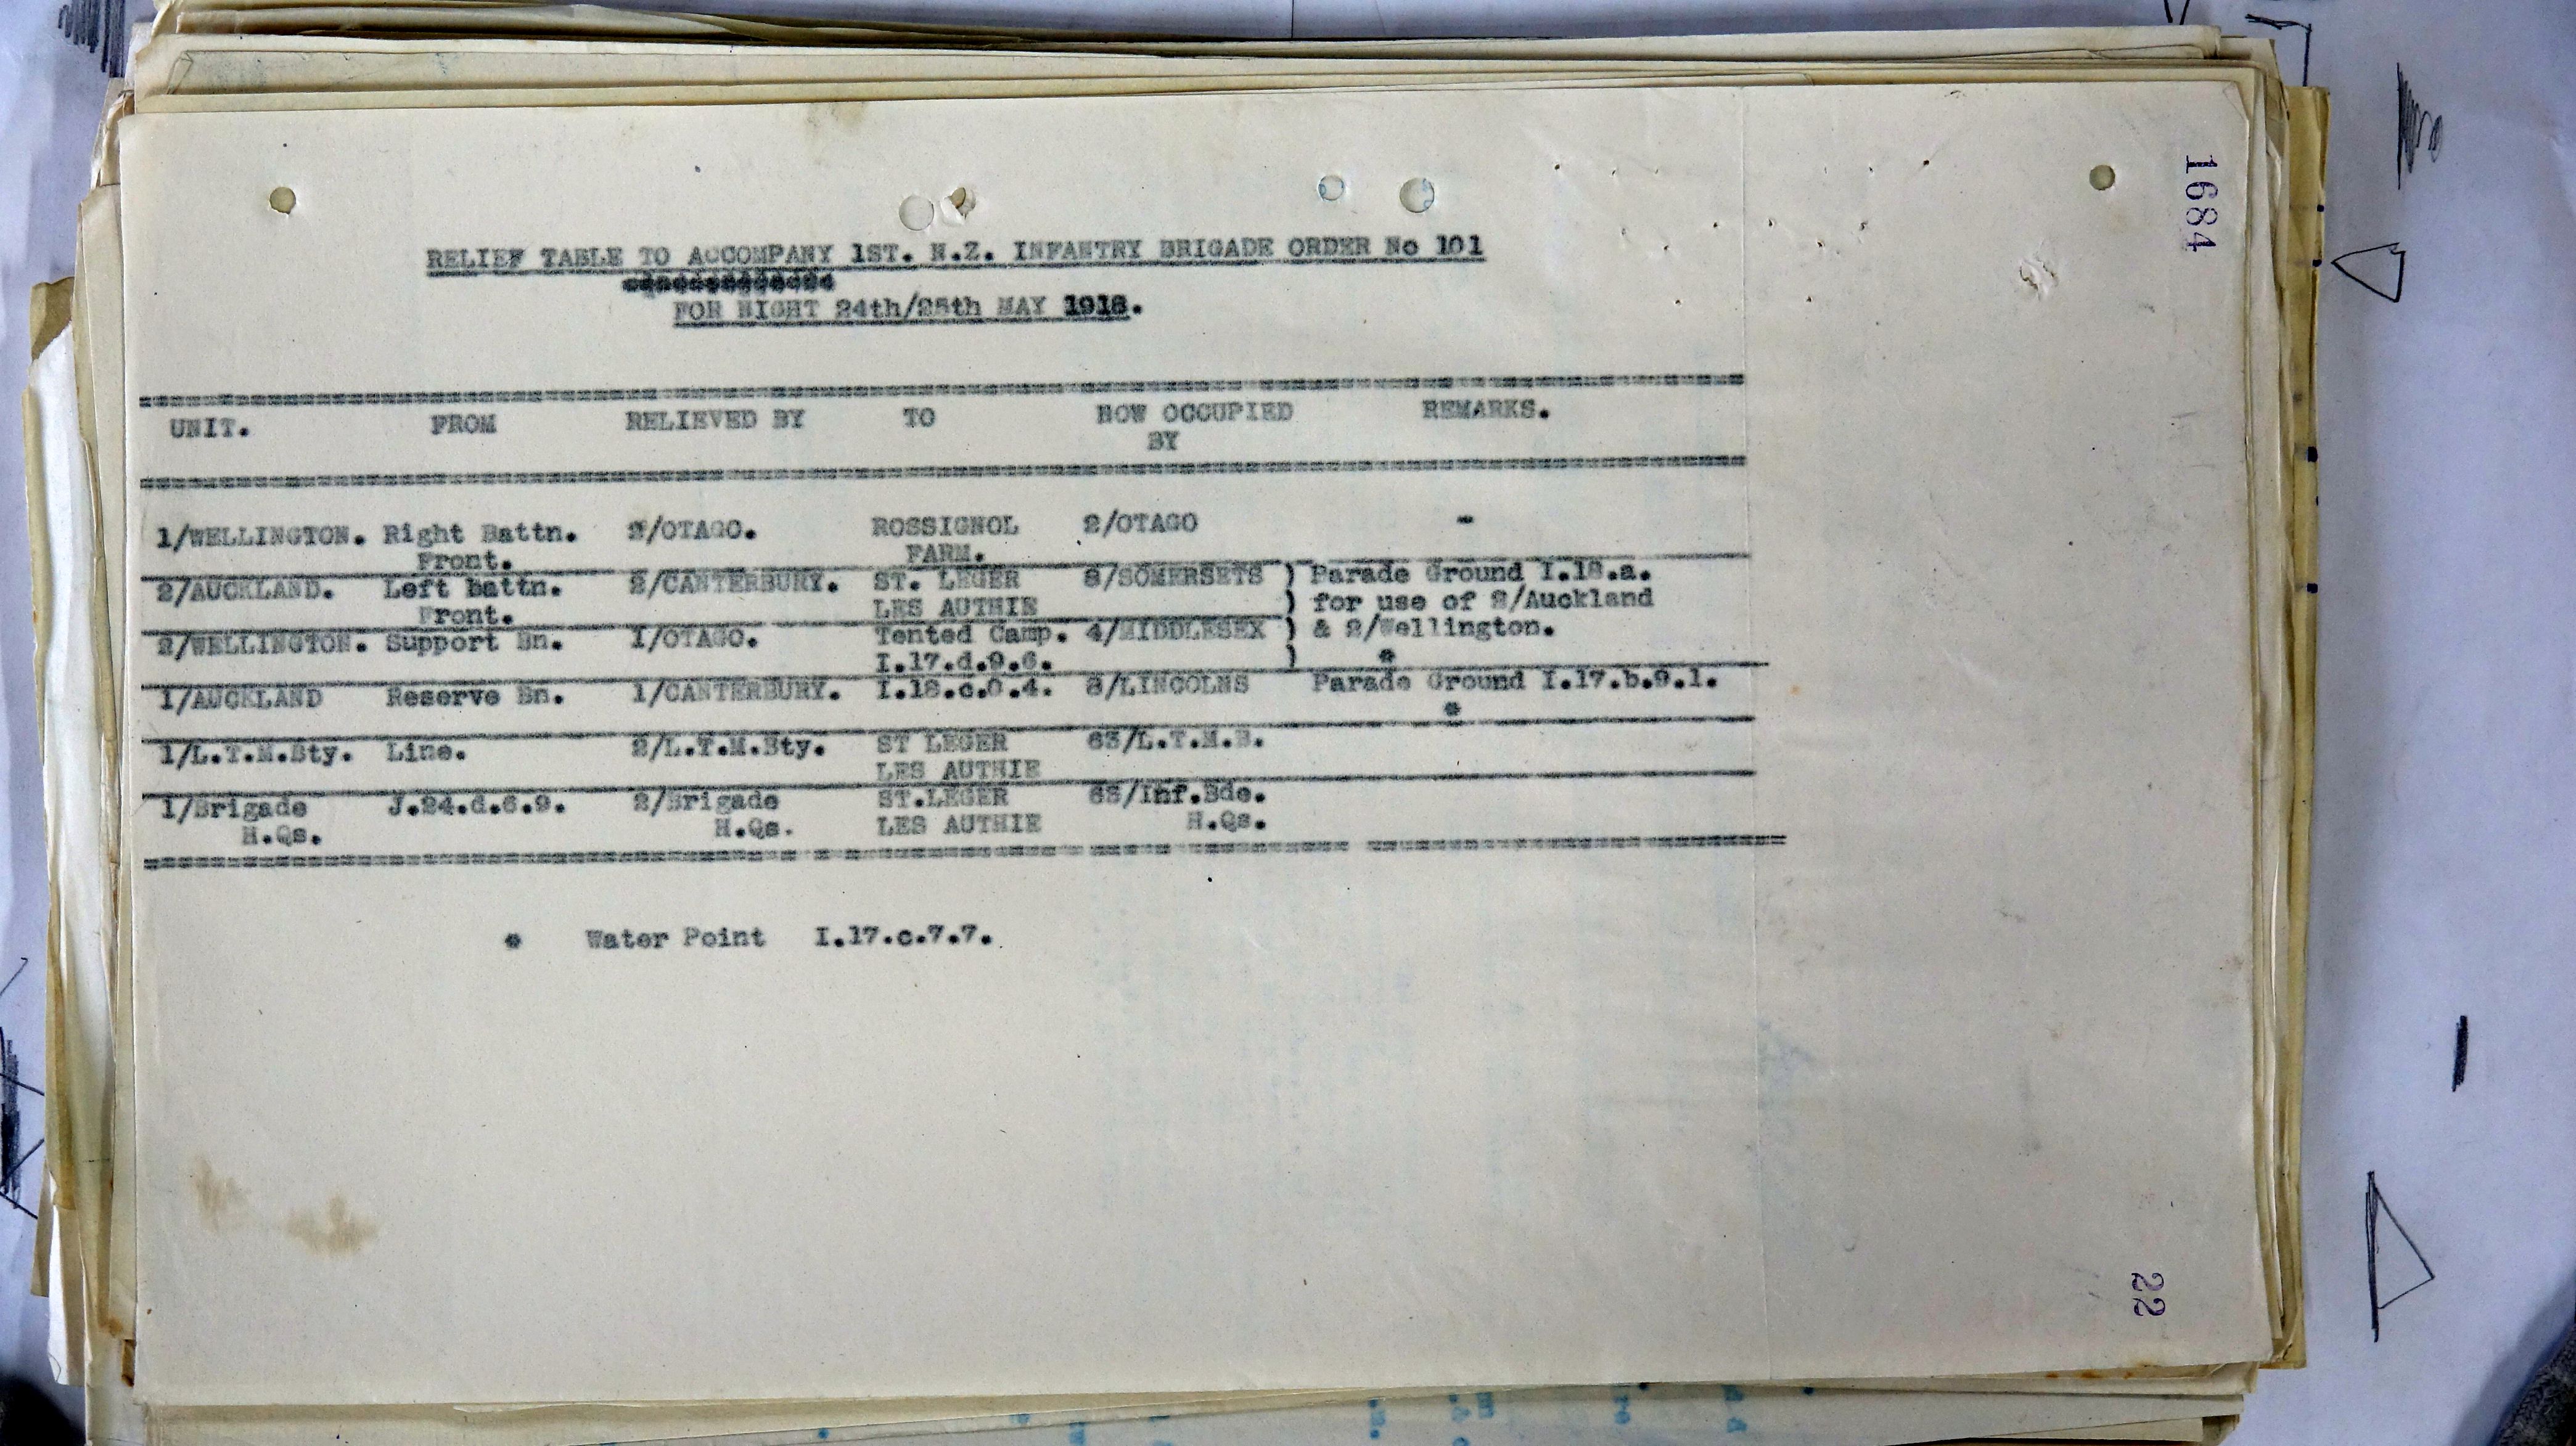 1684
RELIEF TABLE TO ACCOMPANY 1ST. N.Z. INFANTRY BRIGADE ORDER No 101
FOR NIGHT 24th/25th MAY 1918.
UNIT. FROM RELIEVED BY TO NOW OCCUPIED REMARKS.
BY
1/WELLINGTON. Right Battn. 2/OTAGO. ROSSIGNOL 2/OTAGO -
Front. FARM.
2/AUCKLAND. Left battn. 2/CANTERBURY. ST. LEGER 8/SOMERSETS ) Parade Ground I.18.a.
Front. LES AUTHIE ) for use of 2/Auckland
2/WELLINGTON. Support Bn. 1/OTAGO. Tented Camp. 4/MIDDLESEX ) & 2/Wellington.
I.17.d.9.6. ) *
1/AUCKLAND Reserve Bn. 1/CANTERBURY. I.18.c.0.4. 8/LINCOLNS Parade Ground I.17.b.9.1.
*
1/L.T.M.Bty. Line. 2/L.T.M.Bty. ST LEGER 63/L.T.M.B.
LES AUTHIE
1/Brigade J.24.d.6.9. 2/Brigade ST.LEGER 63/Inf.Bde.
H.Qs. H.Qs. LES AUTHIE H.Qs.
* Water Point I.17.c.7.7.
22